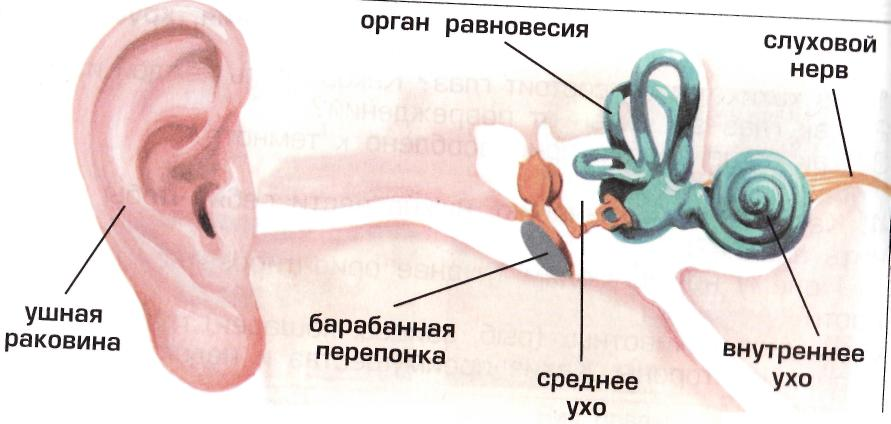 орган равновесия
слуховой
нерв
ушная
раковина
барабанная
перепонка
среднее
ухо
внутреннее
ухо